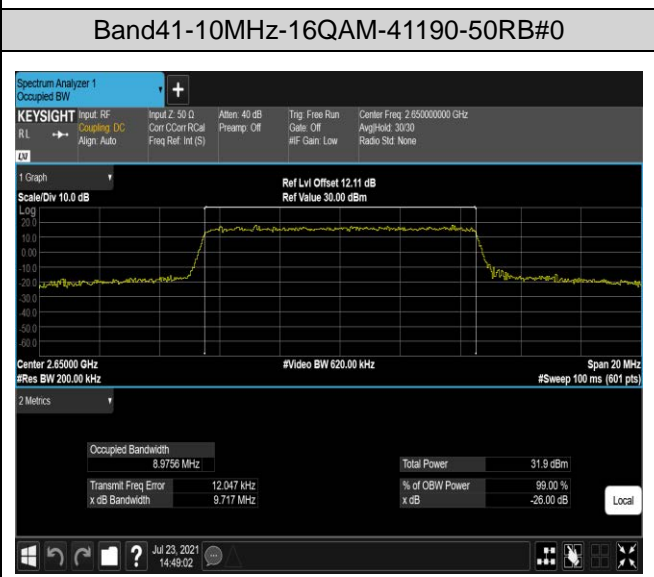 Band41-10MHz-16QAM-41190-50RB#0
Spectrum Analyzer 1
Occupied BW
+
KEYSIGHT Input: RF Input Z: 50 Ω Atten: 40 dB Trig: Free Run Center Freq: 2.650000000 GHz
RL Coupling: DC Corr CCorr RCal Preamp: Off Gate: Off Avg|Hold: 30/30
Align: Auto Freq Ref: Int (S) #IF Gain: Low Radio Std: None
LXI
1 Graph
Ref Lvl Offset 12.11 dB
Scale/Div 10.0 dB Ref Value 30.00 dBm
Log
20.0
10.0
0.00
-10.0
-20.0
-30.0
-40.0
-50.0
-60.0
Center 2.65000 GHz #Video BW 620.00 kHz Span 20 MHz
#Res BW 200.00 kHz #Sweep 100 ms (601 pts)
2 Metrics
Occupied Bandwidth
8.9756 MHz Total Power 31.9 dBm
Transmit Freq Error 12.047 kHz % of OBW Power 99.00 %
x dB Bandwidth 9.717 MHz x dB -26.00 dB
Local
? Jul 23, 2021
14:49:02